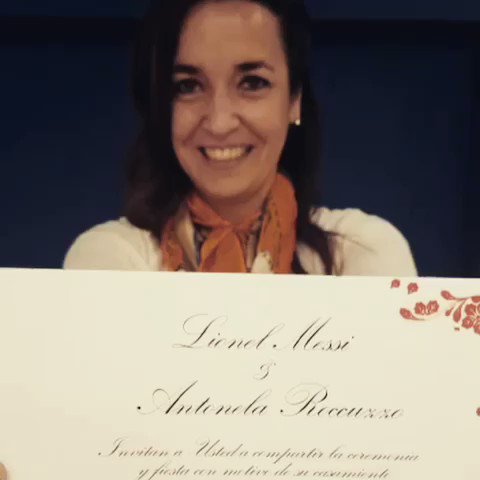 Lionel Messi
&
Antonela Roccuzzo
Invitan a Usted a compartir la ceremonia
y fiesta con motivo de su casamiento